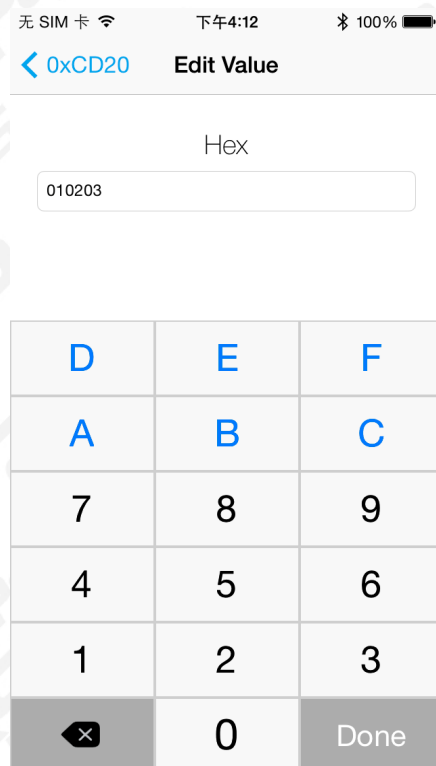 无 SIM 卡 下午4:12 100%
0xCD20 Edit Value
Hex
010203
D E F
A B C
7 8 9
4 5 6
1 2 3
0 Done